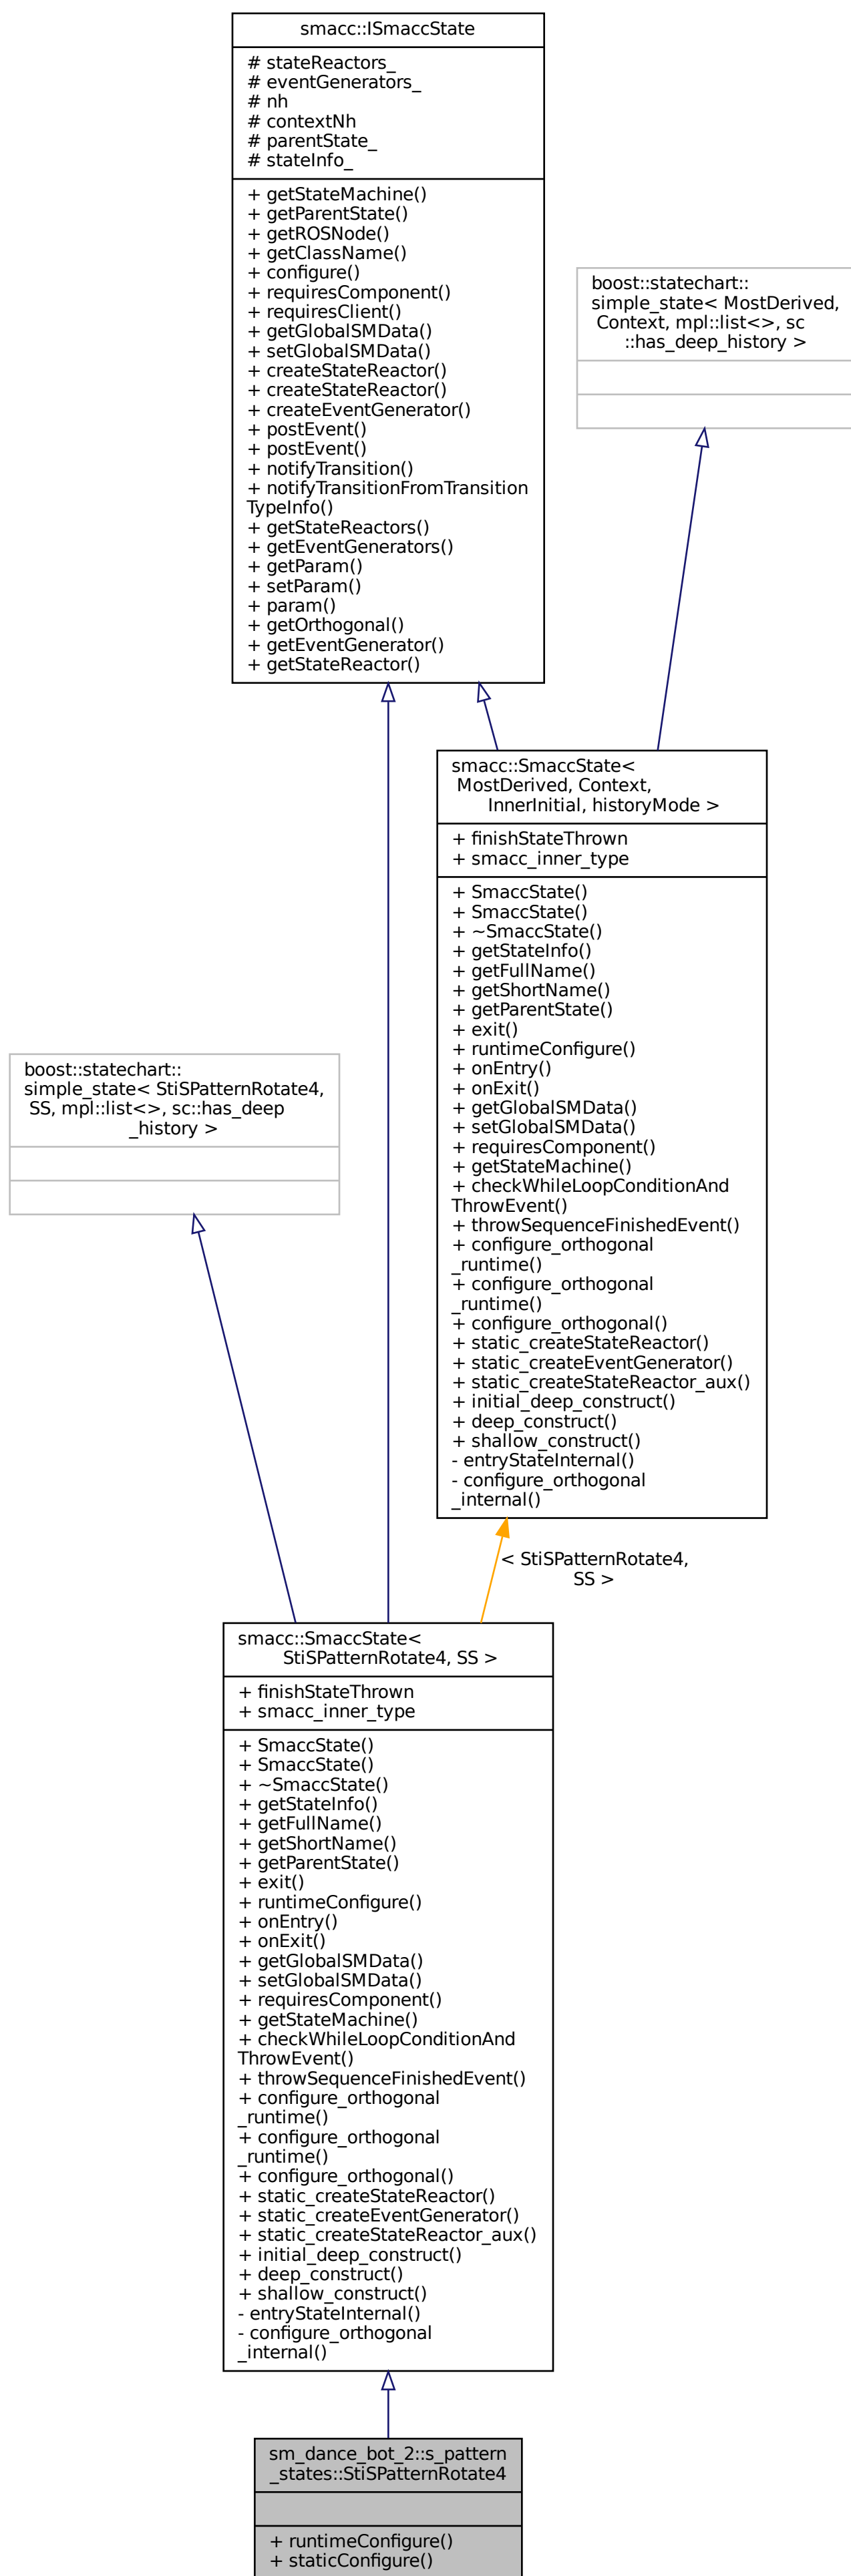 smacc::ISmaccState
# stateReactors_
# eventGenerators_
# nh
# contextNh
# parentState_
# stateInfo_
+ getStateMachine()
+ getParentState()
+ getROSNode()
+ getClassName()
+ configure()
+ requiresComponent()
+ requiresClient()
+ getGlobalSMData()
+ setGlobalSMData()
+ createStateReactor()
+ createStateReactor()
+ createEventGenerator()
+ postEvent()
+ postEvent()
+ notifyTransition()
+ notifyTransitionFromTransition
TypeInfo()
+ getStateReactors()
+ getEventGenerators()
+ getParam()
+ setParam()
+ param()
+ getOrthogonal()
+ getEventGenerator()
+ getStateReactor()
boost::statechart::
simple_state< MostDerived,
Context, mpl::list<>, sc
::has_deep_history >
smacc::SmaccState<
MostDerived, Context,
InnerInitial, historyMode >
+ finishStateThrown
+ smacc_inner_type
+ SmaccState()
+ SmaccState()
+ ~SmaccState()
+ getStateInfo()
+ getFullName()
+ getShortName()
+ getParentState()
+ exit()
+ runtimeConfigure()
+ onEntry()
+ onExit()
+ getGlobalSMData()
+ setGlobalSMData()
+ requiresComponent()
+ getStateMachine()
+ checkWhileLoopConditionAnd
ThrowEvent()
+ throwSequenceFinishedEvent()
+ configure_orthogonal
_runtime()
+ configure_orthogonal
_runtime()
+ configure_orthogonal()
+ static_createStateReactor()
+ static_createEventGenerator()
+ static_createStateReactor_aux()
+ initial_deep_construct()
+ deep_construct()
+ shallow_construct()
- entryStateInternal()
- configure_orthogonal
_internal()
boost::statechart::
simple_state< StiSPatternRotate4,
SS, mpl::list<>, sc::has_deep
_history >
< StiSPatternRotate4,
SS >
smacc::SmaccState<
StiSPatternRotate4, SS >
+ finishStateThrown
+ smacc_inner_type
+ SmaccState()
+ SmaccState()
+ ~SmaccState()
+ getStateInfo()
+ getFullName()
+ getShortName()
+ getParentState()
+ exit()
+ runtimeConfigure()
+ onEntry()
+ onExit()
+ getGlobalSMData()
+ setGlobalSMData()
+ requiresComponent()
+ getStateMachine()
+ checkWhileLoopConditionAnd
ThrowEvent()
+ throwSequenceFinishedEvent()
+ configure_orthogonal
_runtime()
+ configure_orthogonal
_runtime()
+ configure_orthogonal()
+ static_createStateReactor()
+ static_createEventGenerator()
+ static_createStateReactor_aux()
+ initial_deep_construct()
+ deep_construct()
+ shallow_construct()
- entryStateInternal()
- configure_orthogonal
_internal()
sm_dance_bot_2::s_pattern
_states::StiSPatternRotate4
+ runtimeConfigure()
+ staticConfigure()